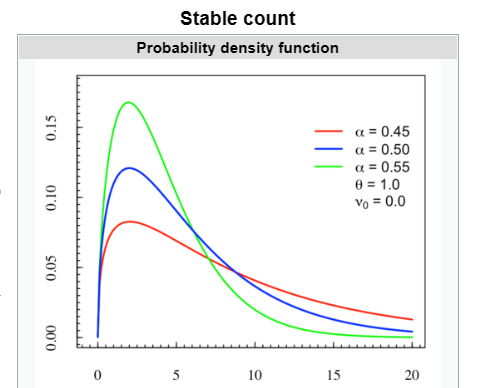 Stable count
Probability density function
α = 0.45
α = 0.50
α = 0.55
θ = 1.0
ν₀ = 0.0
0.15
0.10
0.05
0.00
0 5 10 15 20